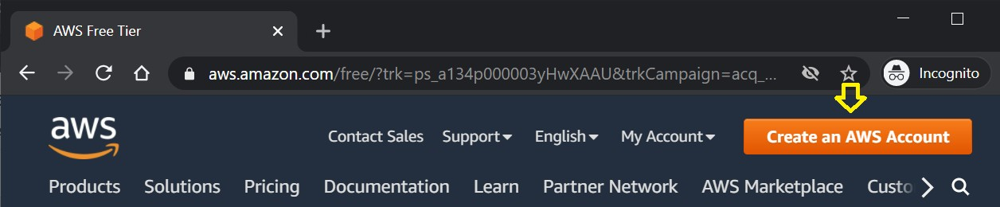 AWS Free Tier
aws.amazon.com/free/?trk=ps_a134p000003yHwXAAU&trkCampaign=acq_...
Incognito
aws
Contact Sales Support English My Account Create an AWS Account
Products Solutions Pricing Documentation Learn Partner Network AWS Marketplace Custo